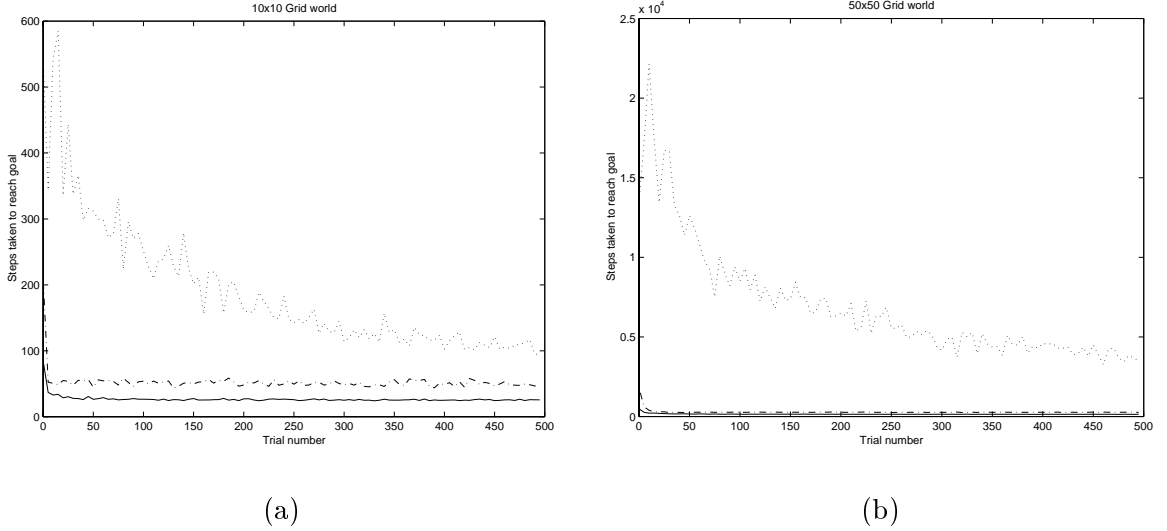 10x10 Grid world
600
500
400
300
200
100
0
Steps taken to reach goal
0 50 100 150 200 250 300 350 400 450 500
Trial number
(a)
50x50 Grid world
x 10^4
2.5
2
1.5
1
0.5
0
Steps taken to reach goal
0 50 100 150 200 250 300 350 400 450 500
Trial number
(b)